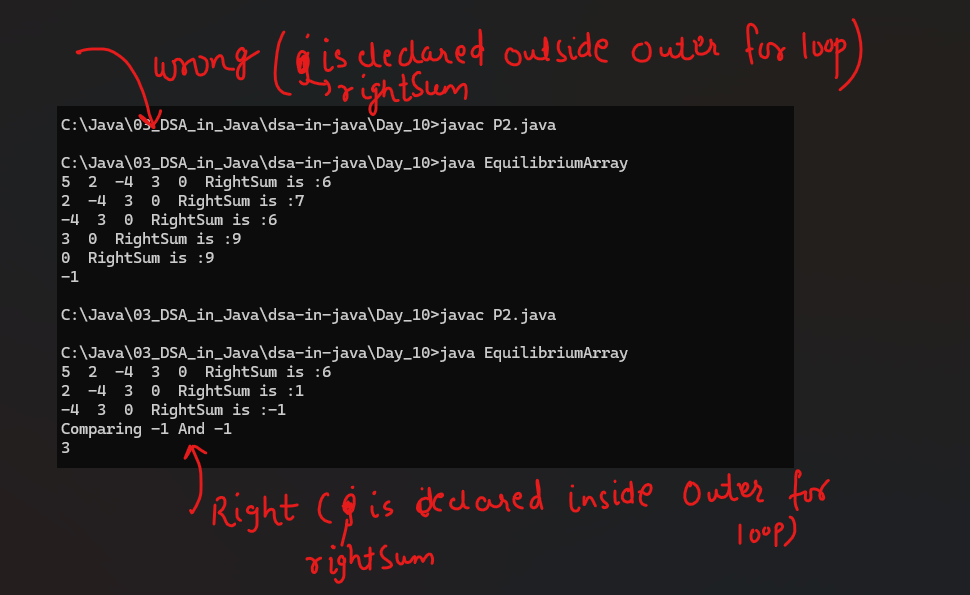 wrong (j is declared outside outer for loop)
rightSum
C:\Java\03_DSA_in_Java\dsa-in-java\Day_10>javac P2.java
C:\Java\03_DSA_in_Java\dsa-in-java\Day_10>java EquilibriumArray
5  2  -4  3  0  RightSum is :6
2  -4  3  0  RightSum is :7
-4  3  0  RightSum is :6
3  0  RightSum is :9
0  RightSum is :9
-1
C:\Java\03_DSA_in_Java\dsa-in-java\Day_10>javac P2.java
C:\Java\03_DSA_in_Java\dsa-in-java\Day_10>java EquilibriumArray
5  2  -4  3  0  RightSum is :6
2  -4  3  0  RightSum is :1
-4  3  0  RightSum is :-1
Comparing -1 And -1
3
Right (j is declared inside outer for
loop)
rightSum